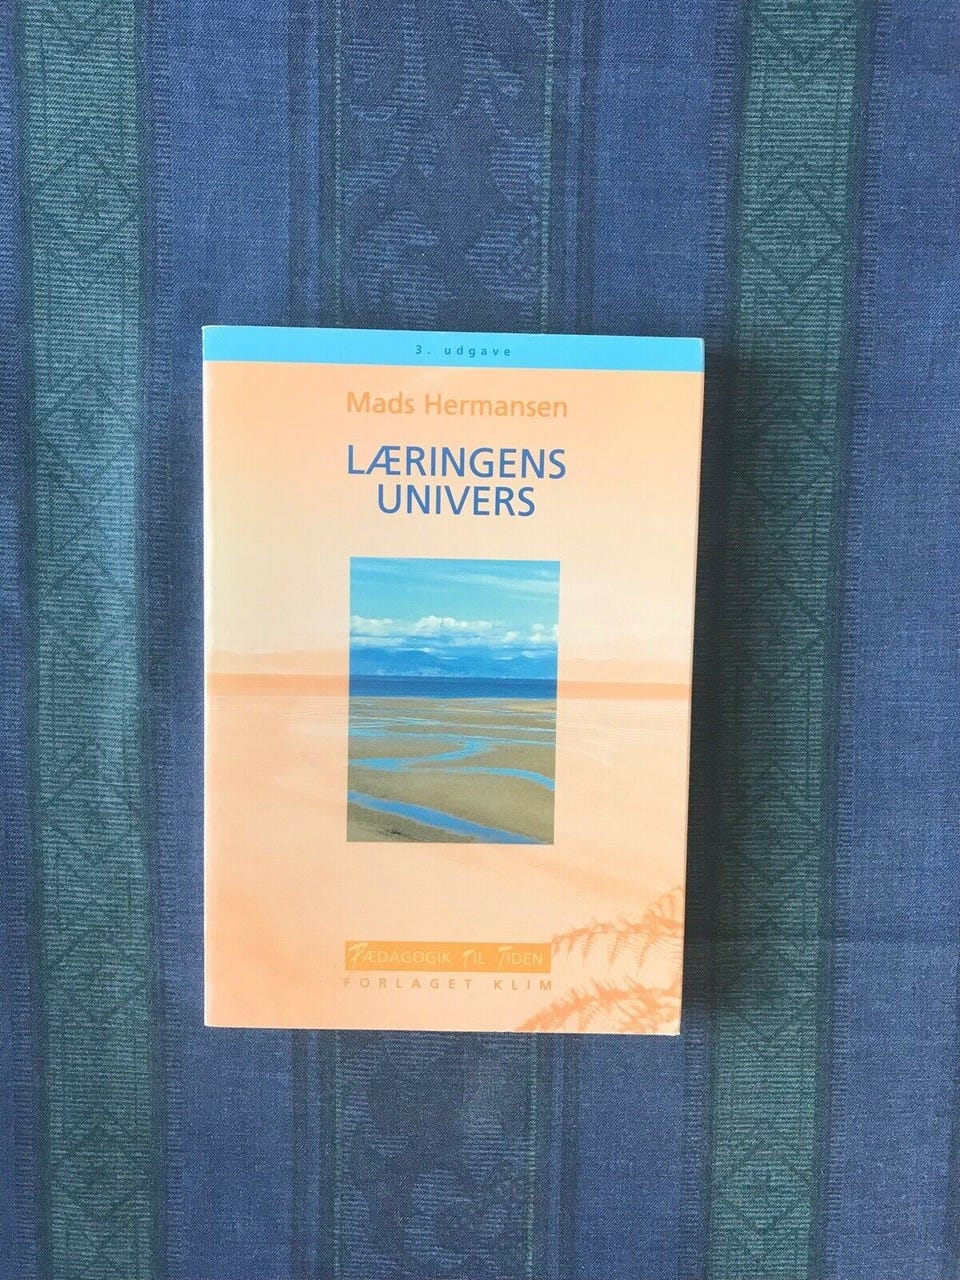 3. udgave
Mads Hermansen
LÆRINGENS
UNIVERS
PÆDAGOGIK TIL TIDEN
FORLAGET KLIM